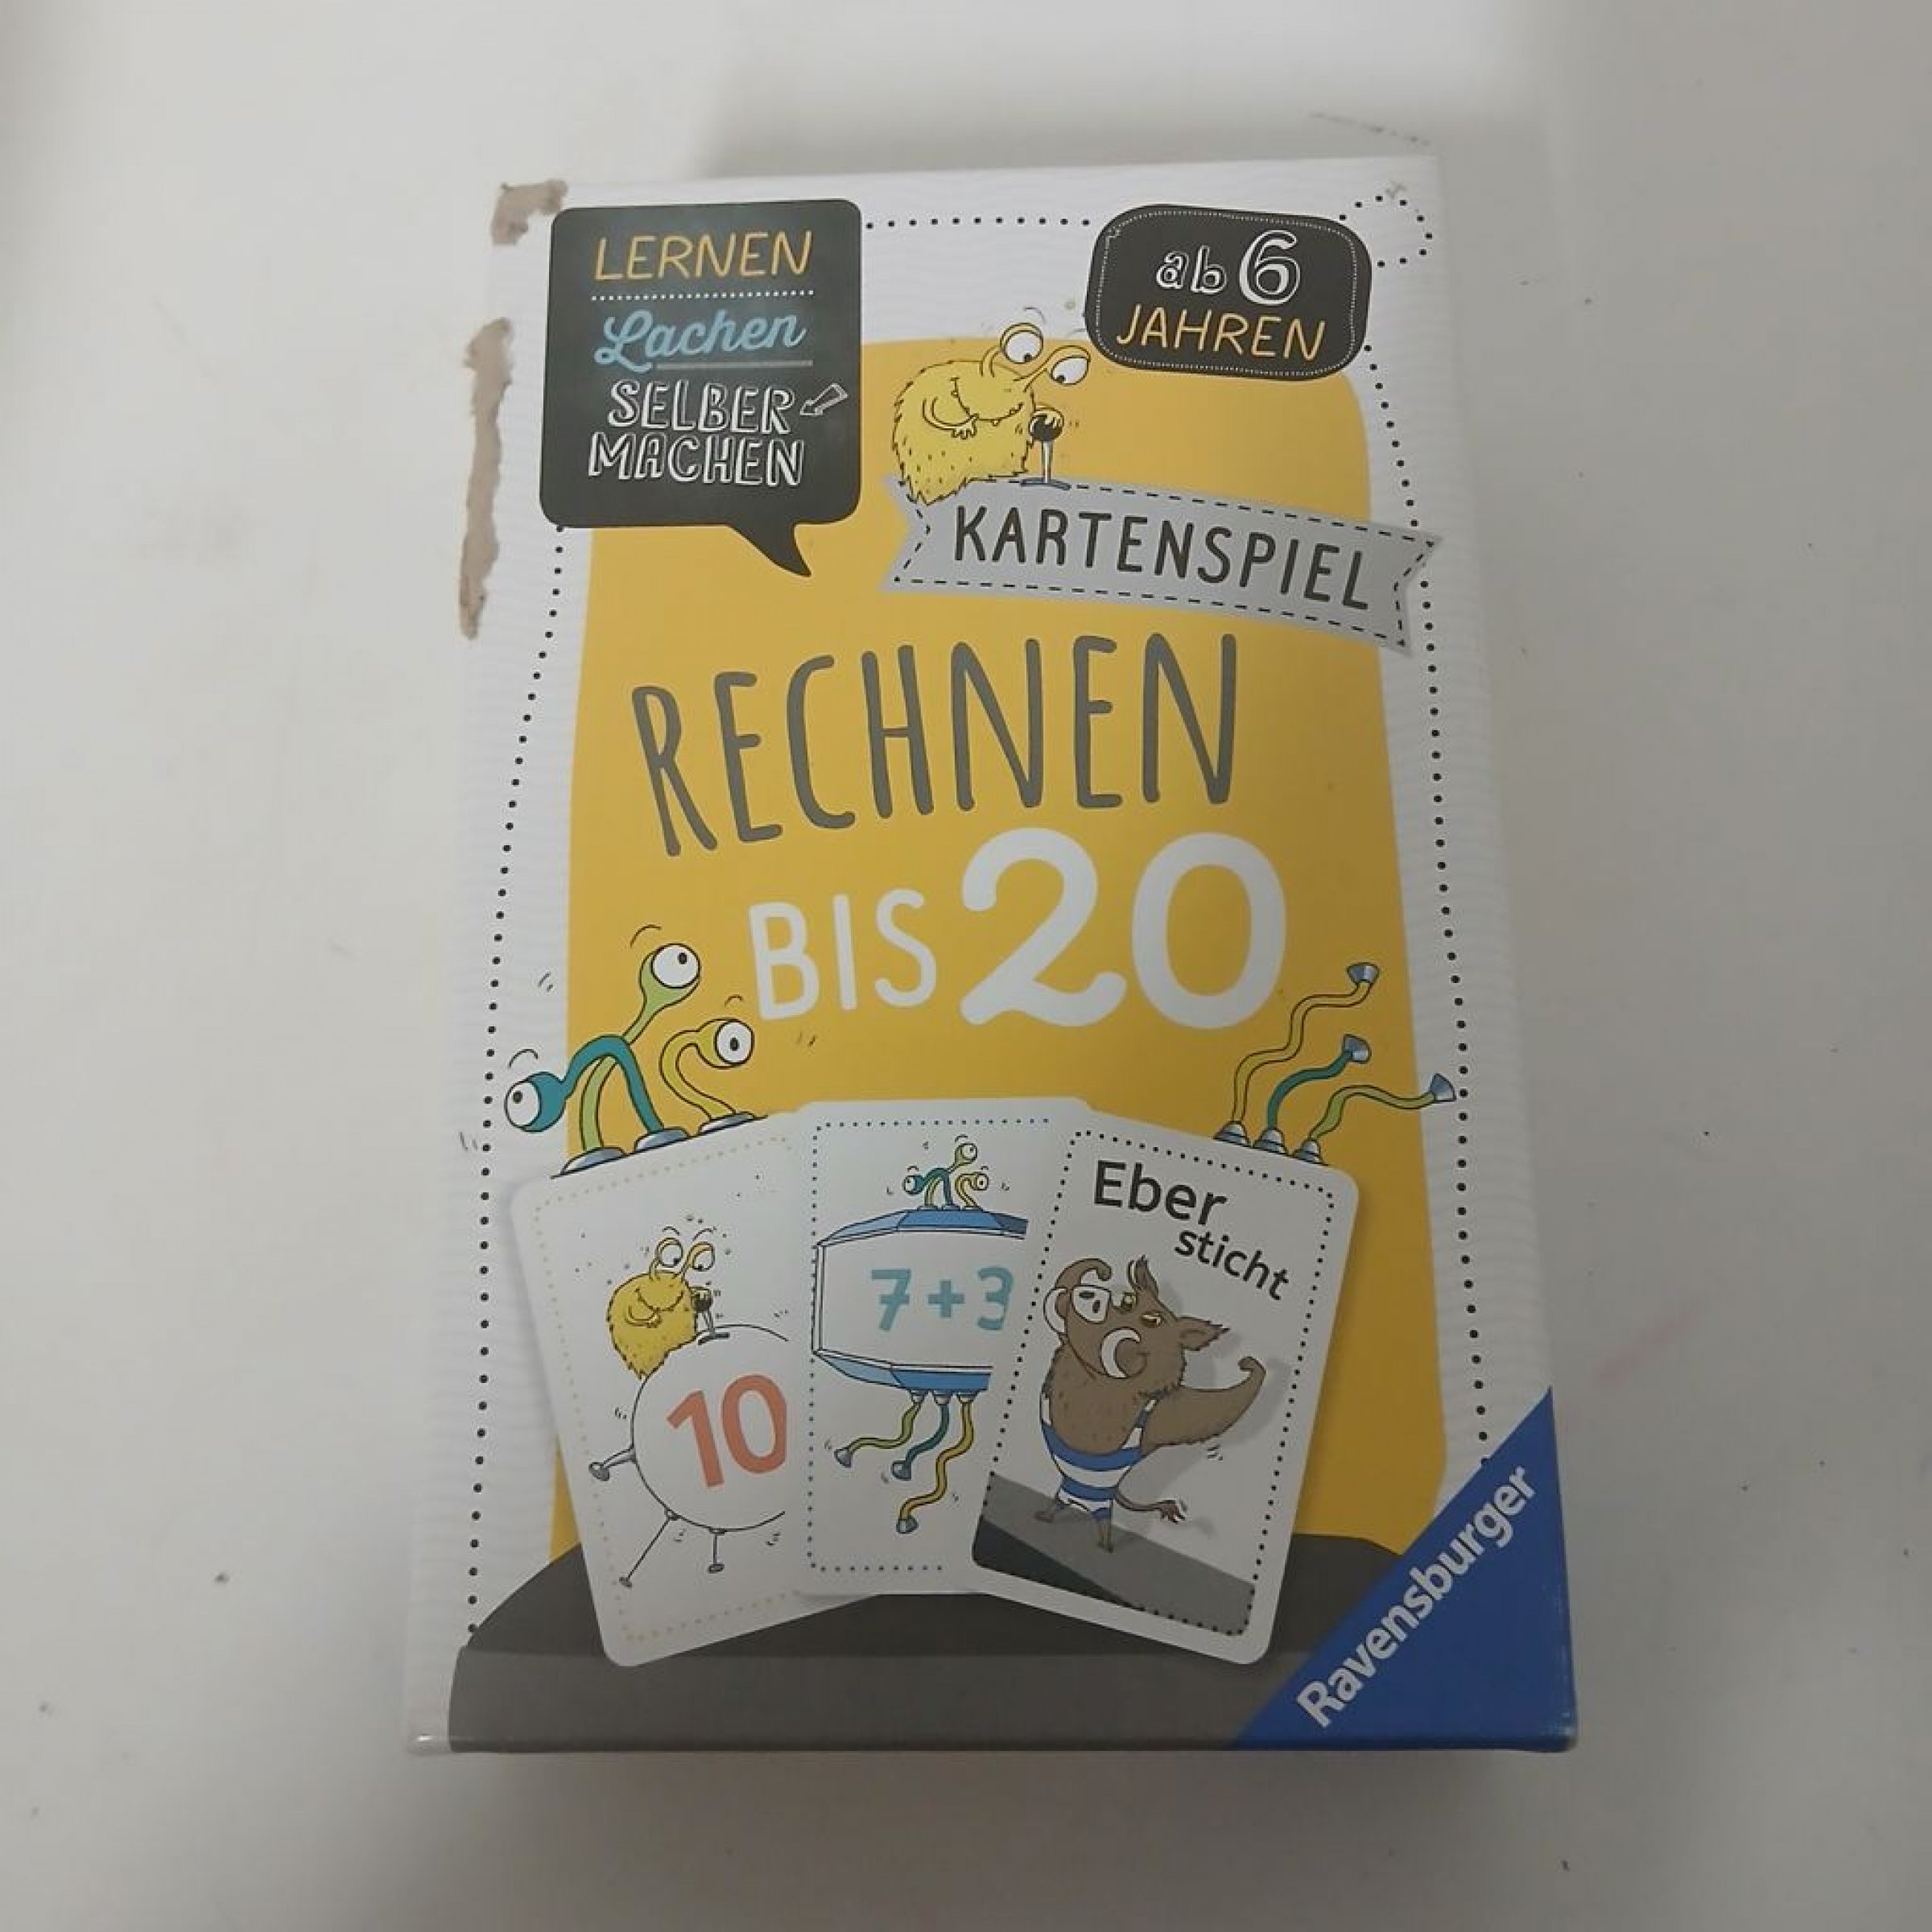 LERNEN
Lachen
SELBER
MACHEN
ab 6
JAHREN
KARTENSPIEL
RECHNEN
BIS 20
10
7+3
Eber
sticht
Ravensburger